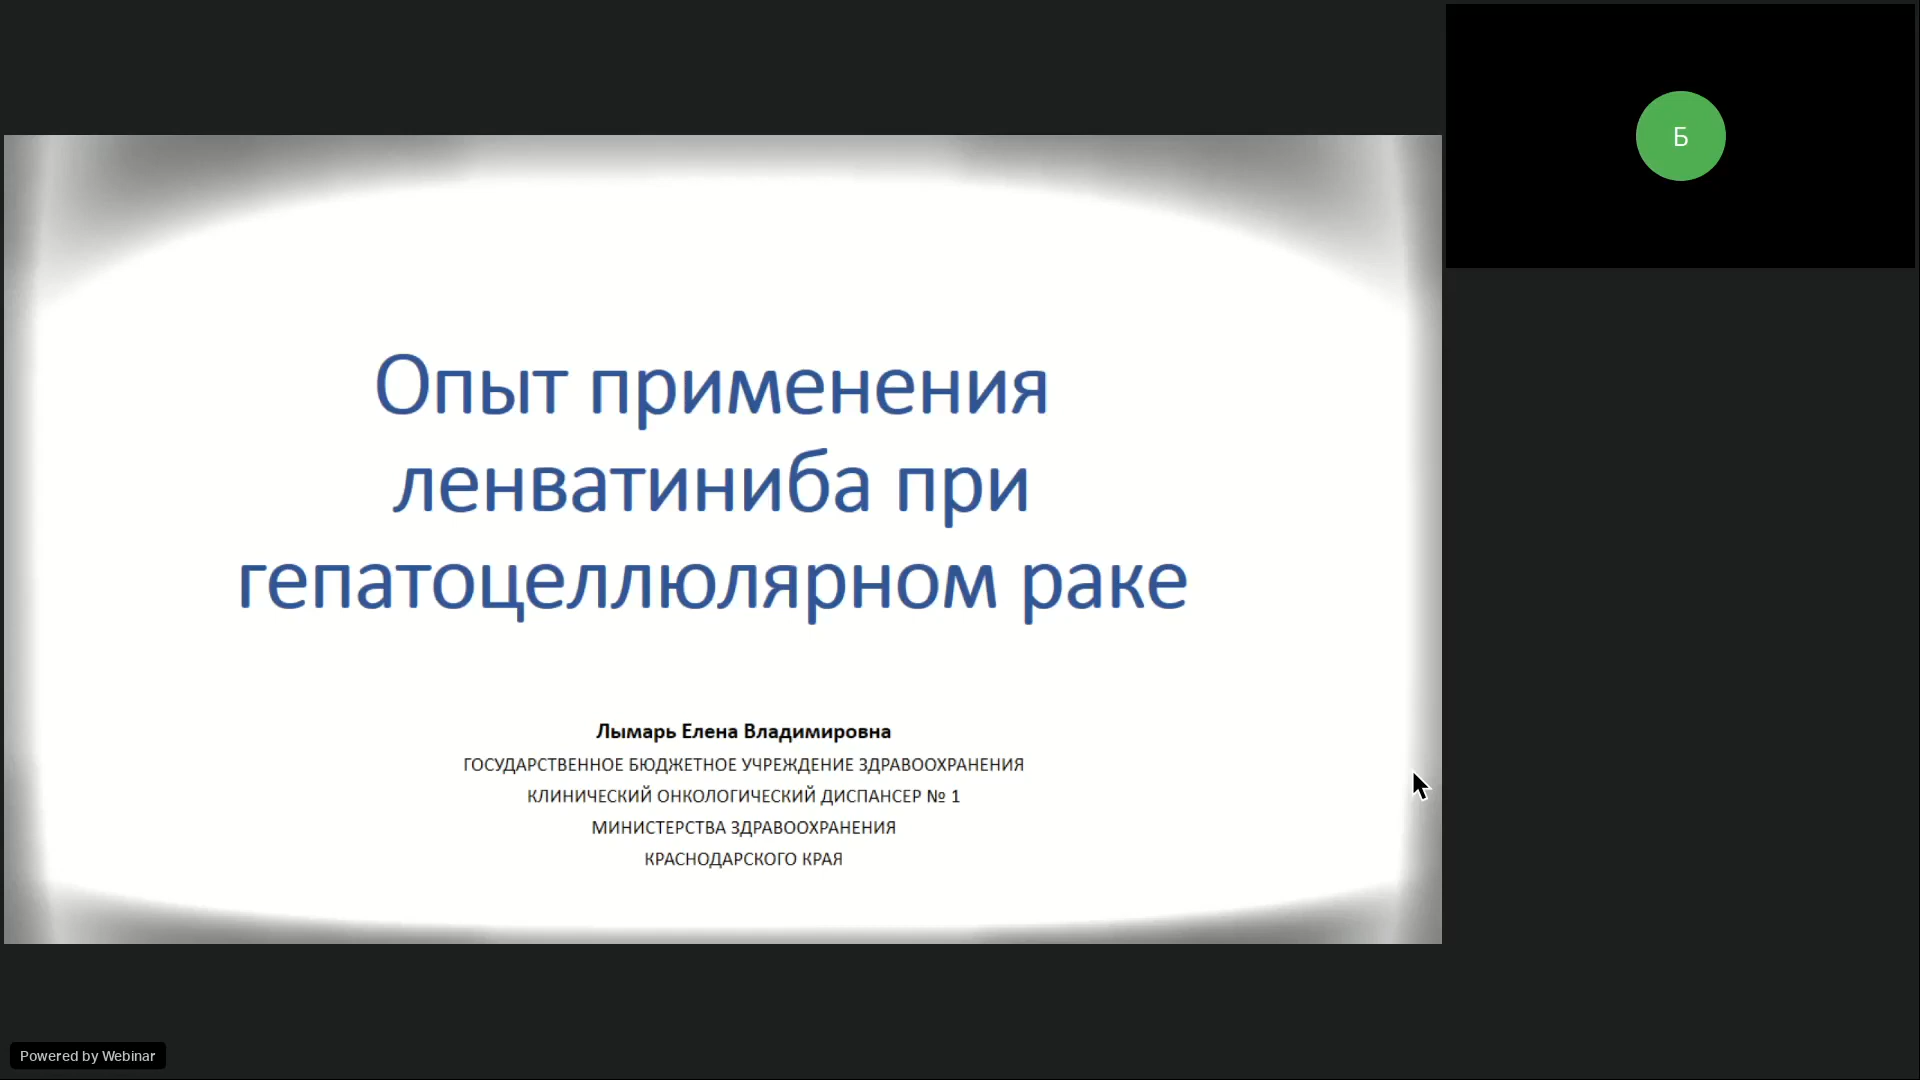 Опыт применения
ленватиниба при
гепатоцеллюлярном раке
Лымарь Елена Владимировна
ГОСУДАРСТВЕННОЕ БЮДЖЕТНОЕ УЧРЕЖДЕНИЕ ЗДРАВООХРАНЕНИЯ
КЛИНИЧЕСКИЙ ОНКОЛОГИЧЕСКИЙ ДИСПАНСЕР № 1
МИНИСТЕРСТВА ЗДРАВООХРАНЕНИЯ
КРАСНОДАРСКОГО КРАЯ
Б
Powered by Webinar